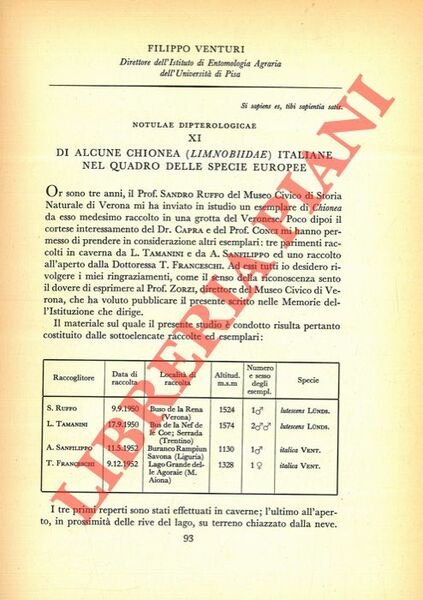 FILIPPO VENTURI
Direttore dell'Istituto di Entomologia Agraria
dell'Università di Pisa
Si sapiens es, tibi sapientia satis.
NOTULAE DIPTEROLOGICAE
XI
DI ALCUNE CHIONEA (LIMNOBIIDAE) ITALIANE
NEL QUADRO DELLE SPECIE EUROPEE
Or sono tre anni, il Prof. SANDRO RUFFO del Museo Civico di Storia
Naturale di Verona mi ha inviato in istudio un esemplare di Chionea
da esso medesimo raccolto in una grotta del Veronese. Poco dipoi il
cortese interessamento del Dr. CAPRA e del Prof. CONCI mi hanno per-
messo di prendere in considerazione altri esemplari: tre parimenti raccol-
ti in caverna da L. TAMANINI e da A. SANFILIPPO ed uno raccolto
all'aperto dalla Dottoressa T. FRANCESCHI. Ad essi tutti io desidero ri-
volgere i miei ringraziamenti, come il senso della riconoscenza sento
il dovere di esprimere al Prof. ZORZI, direttore del Museo Civico di Ve-
rona, che ha voluto pubblicare il presente scritto nelle Memorie del-
l'Istituzione che dirige.
Il materiale sul quale il presente studio è condotto risulta pertanto
costituito dalle sottoelencate raccolte ed esemplari:
Raccoglitore Data di raccolta Località di raccolta Altitud. m.s.m Numero e sesso degli esempl. Specie
S. RUFFO 9.9.1950 Buso de la Rena (Verona) 1524 1♂ lutescens LUNDS.
L. TAMANINI 17.9.1950 Bus de la Nef de le Coe; Serrada (Trentino) 1574 2♂♂ lutescens LUNDS.
A. SANFILIPPO 11.5.1952 Buranco Rampiun Savona (Liguria) 1130 1♂ italica VENT.
T. FRANCESCHI 9.12.1952 Lago Grande delle Agoraie (M. Aiona) 1328 1 ♀ italica VENT.
I tre primi reperti sono stati effettuati in caverne; l'ultimo all'aper-
to, in prossimità delle rive del lago, su terreno chiazzato dalla neve.
93
LIBRERIA PIANI